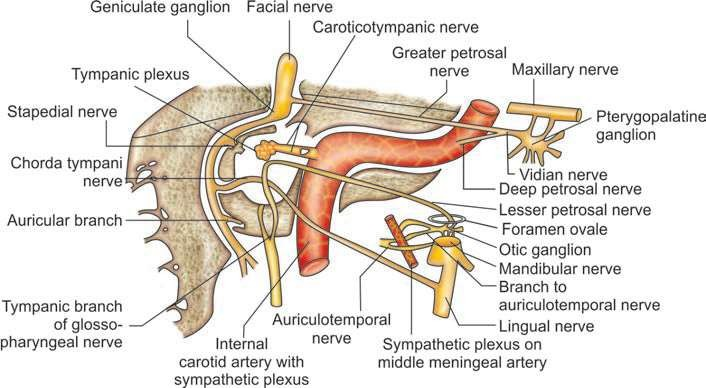 Geniculate ganglion
Facial nerve
Caroticotympanic nerve
Greater petrosal
nerve
Maxillary nerve
Tympanic plexus
Stapedial nerve
Pterygopalatine
ganglion
Chorda tympani
nerve
Vidian nerve
Deep petrosal nerve
Lesser petrosal nerve
Auricular branch
Foramen ovale
Otic ganglion
Mandibular nerve
Branch to
auriculotemporal nerve
Tympanic branch
of glosso-
pharyngeal nerve
Auriculotemporal
nerve
Lingual nerve
Internal
carotid artery with
sympathetic plexus
Sympathetic plexus on
middle meningeal artery